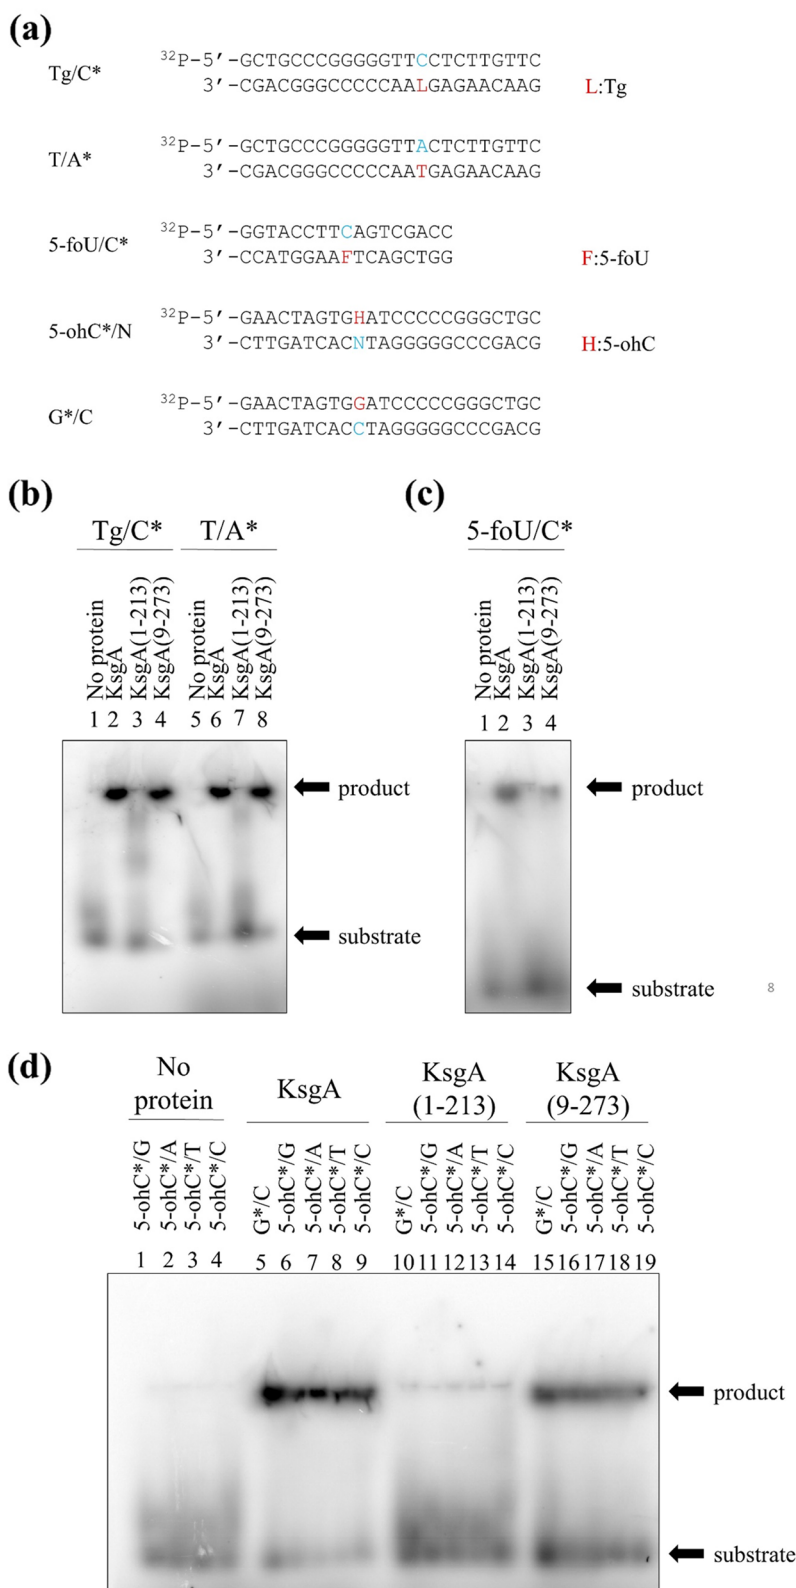 (a)
Tg/C*
32P-5′-GCTGCCCGGGGGTTCCTCTTGTTC
3′-CGACGGGCCCCCAALGAGAACAAG
L:Tg
T/A*
32P-5′-GCTGCCCGGGGGTTACTCTTGTTC
3′-CGACGGGCCCCCAATGAGAACAAG
5-foU/C*
32P-5′-GGTACCTTCAGTCGACC
3′-CCATGGAAFTCAGCTGG
F:5-foU
5-ohC*/N
32P-5′-GAACTAGTGHATCCCCCGGGCTGC
3′-CTTGATCACNTAGGGGGCCCGACG
H:5-ohC
G*/C
32P-5′-GAACTAGTGGATCCCCCGGGCTGC
3′-CTTGATCACCTAGGGGGCCCGACG
(b)
Tg/C* T/A*
No protein
KsgA
KsgA(1-213)
KsgA(9-273)
No protein
KsgA
KsgA(1-213)
KsgA(9-273)
1 2 3 4 5 6 7 8
product
substrate
(c)
5-foU/C*
No protein
KsgA
KsgA(1-213)
KsgA(9-273)
1 2 3 4
product
substrate
8
(d)
No protein
KsgA
KsgA (1-213)
KsgA (9-273)
5-ohC*/G
5-ohC*/A
5-ohC*/T
5-ohC*/C
G*/C
5-ohC*/G
5-ohC*/A
5-ohC*/T
5-ohC*/C
G*/C
5-ohC*/G
5-ohC*/A
5-ohC*/T
5-ohC*/C
G*/C
5-ohC*/G
5-ohC*/A
5-ohC*/T
5-ohC*/C
1 2 3 4 5 6 7 8 9 10 11 12 13 14 15 16 17 18 19
product
substrate